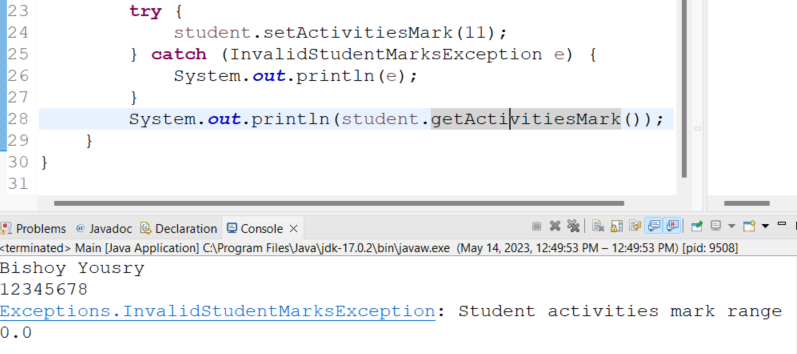 23 try {
24 student.setActivitiesMark(11);
25 } catch (InvalidStudentMarksException e) {
26 System.out.println(e);
27 }
28 System.out.println(student.getActivitiesMark());
29 }
30 }
31
Problems @ Javadoc Declaration Console ×
<terminated> Main [Java Application] C:\Program Files\Java\jdk-17.0.2\bin\javaw.exe (May 14, 2023, 12:49:53 PM – 12:49:53 PM) [pid: 9508]
Bishoy Yousry
12345678
Exceptions.InvalidStudentMarksException: Student activities mark range
0.0